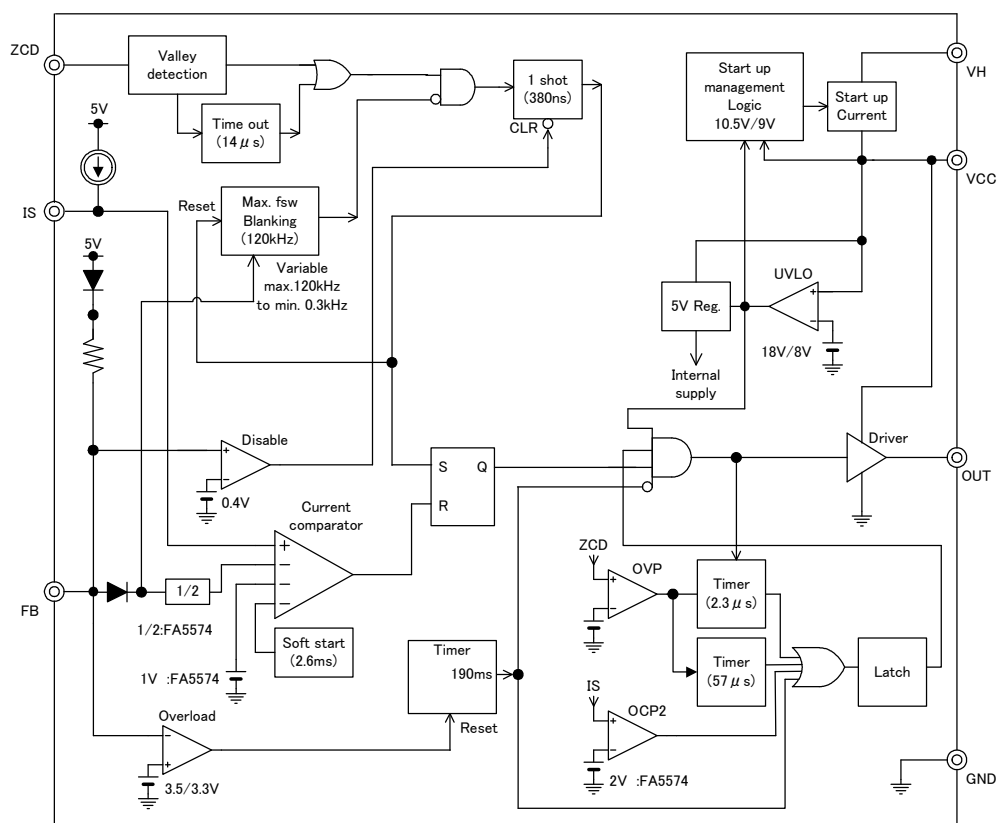 ZCD
Valley
detection
Time out
(14μs)
1 shot
(380ns)
CLR
Start up
management
Logic
10.5V/9V
Start up
Current
VH
VCC
5V
IS
Reset
Max. fsw
Blanking
(120kHz)
Variable
max.120kHz
to min. 0.3kHz
5V
UVLO
+
−
5V Reg.
18V/8V
Internal
supply
Disable
+
−
0.4V
S
Q
R
Driver
OUT
Current
comparator
+
−
−
−
FB
1/2
1/2:FA5574
Soft start
(2.6ms)
1V :FA5574
Timer
190ms
Reset
Overload
−
+
3.5/3.3V
ZCD
OVP
+
−
Timer
(2.3μs)
Timer
(57μs)
Latch
IS
OCP2
+
−
2V :FA5574
GND